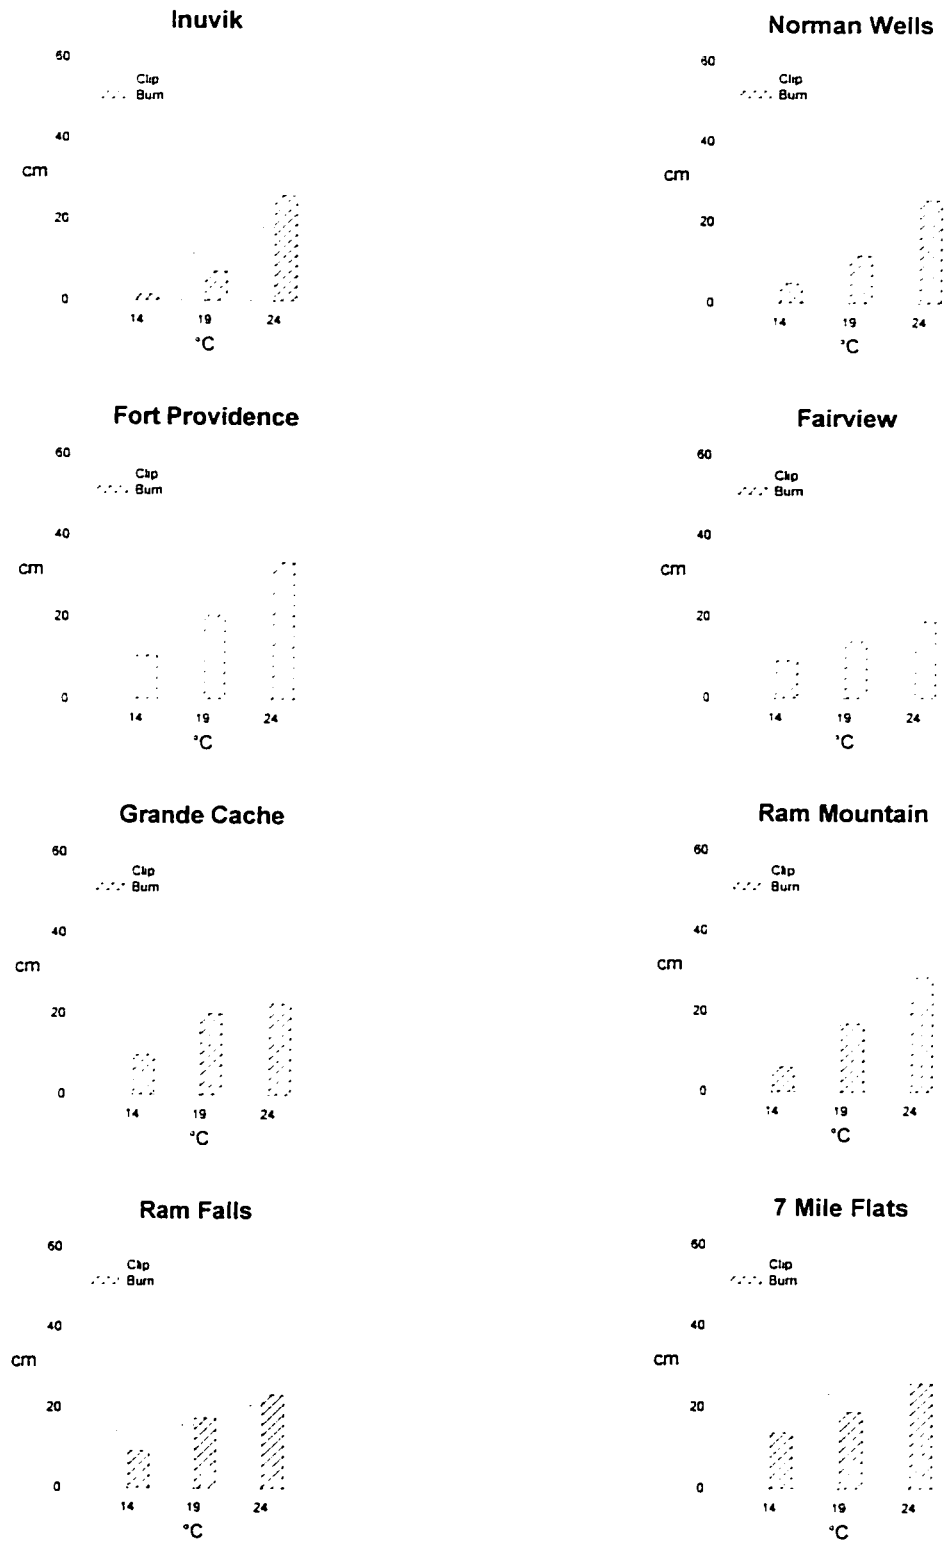 Inuvik
60
Clip
Burn
40
cm
20
0
14 19 24
°C
Norman Wells
60
Clip
Burn
40
cm
20
0
14 19 24
°C
Fort Providence
60
Clip
Burn
40
cm
20
0
14 19 24
°C
Fairview
60
Clip
Burn
40
cm
20
0
14 19 24
°C
Grande Cache
60
Clip
Burn
40
cm
20
0
14 19 24
°C
Ram Mountain
60
Clip
Burn
40
cm
20
0
14 19 24
°C
Ram Falls
60
Clip
Burn
40
cm
20
0
14 19 24
°C
7 Mile Flats
60
Clip
Burn
40
cm
20
0
14 19 24
°C